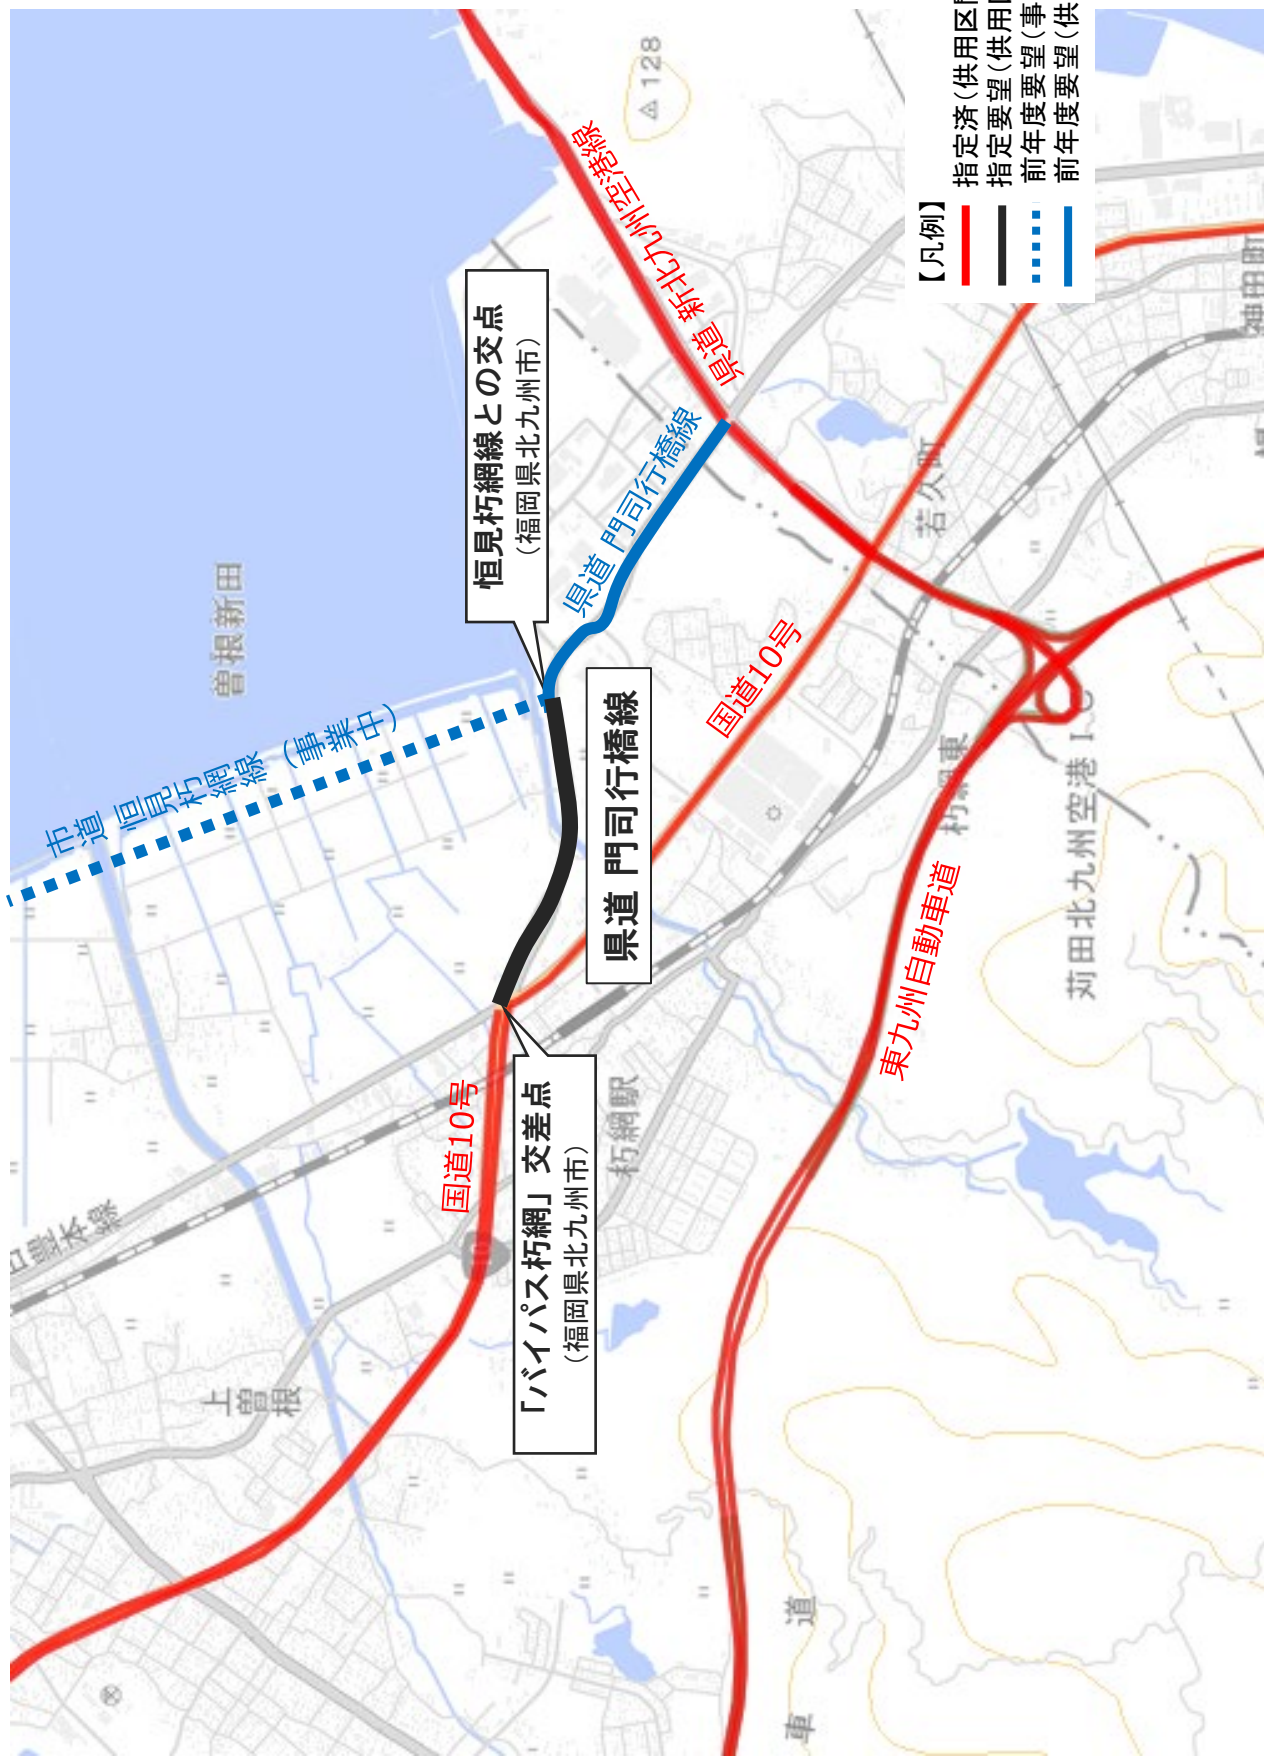 市道 恒見朽網線（事業中）
曽根新田
128
県道 新北九州空港線
恒見朽網線との交点
（福岡県北九州市）
県道 門司行橋線
県道 門司行橋線
国道10号
若久町
朽網東
苅田北九州空港 I.C
東九州自動車道
国道10号
「バイパス朽網」交差点
（福岡県北九州市）
朽網駅
豊本線
上曽根
10
車道
神田町
【凡例】
指定済（供用区間
指定要望（供用
前年度要望（事
前年度要望（供